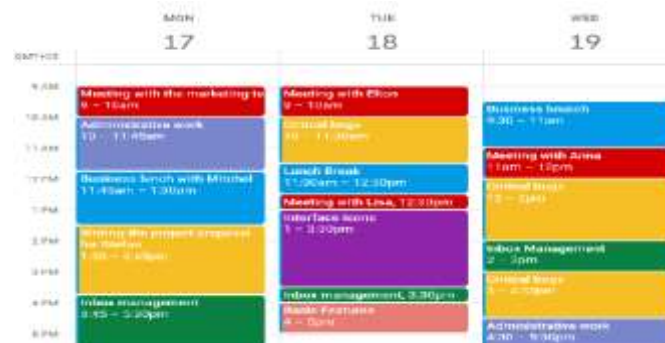 MON
17
TUE
18
WED
19
9 AM
10 AM
11 AM
1 PM
2 PM
3 PM
4 PM
5 PM
Meeting with the marketing te
9 – 10am
Administrative work
10 – 11:45am
Business lunch with Mitchel
11:45am – 1:30pm
Writing the project proposal
for Stefan
Inbox management
3:45 – 5:30pm
Meeting with Elton
9 – 10am
Critical bugs
10 – 11:30am
Lunch Break
11:30am – 12:30pm
Meeting with Lisa, 12:30pm
Interface icons
1 – 3:30pm
Inbox management, 3:30pm
Basic Features
4 – 5pm
Business brunch
9:30 – 11am
Meeting with Anna
11am – 12pm
Critical bugs
12 – 2pm
Inbox Management
2 – 3pm
Critical bugs
3 – 4:30pm
Administrative work
4:30 – 5:30pm